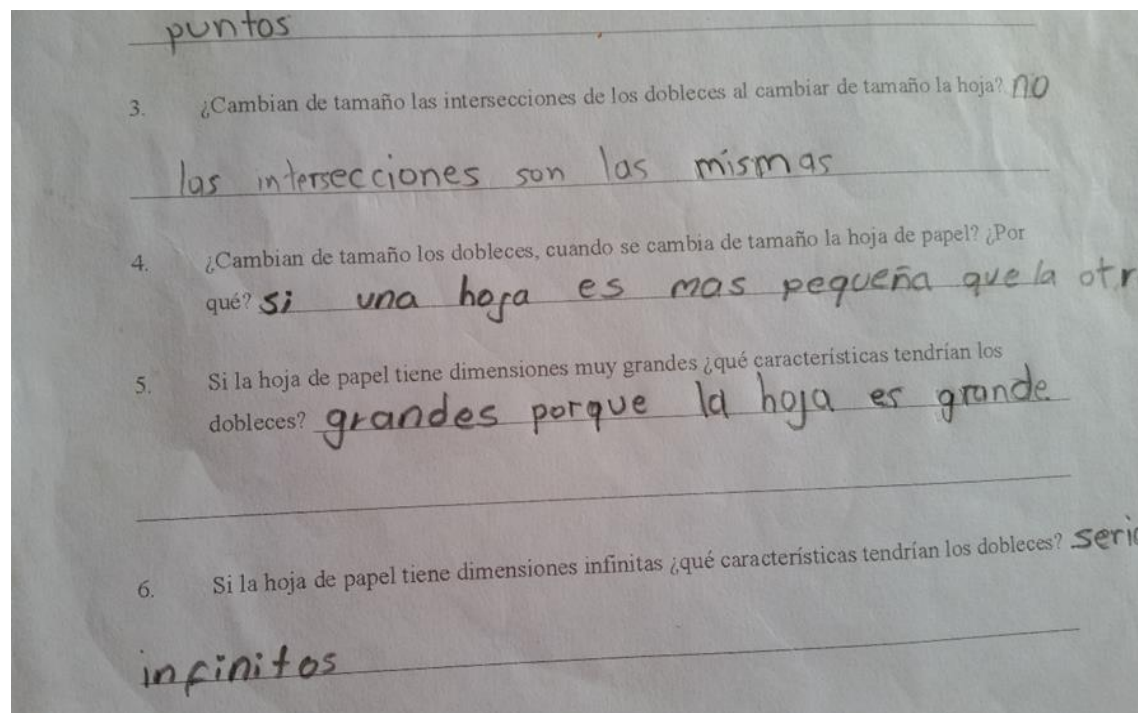 puntos
3. ¿Cambian de tamaño las intersecciones de los dobleces al cambiar de tamaño la hoja? no
las intersecciones son las mismas
4. ¿Cambian de tamaño los dobleces, cuando se cambia de tamaño la hoja de papel? ¿Por
qué? si una hoja es mas pequeña que la otr
5. Si la hoja de papel tiene dimensiones muy grandes ¿qué características tendrían los
dobleces? grandes porque la hoja es grande
6. Si la hoja de papel tiene dimensiones infinitas ¿qué características tendrían los dobleces?
infinitos